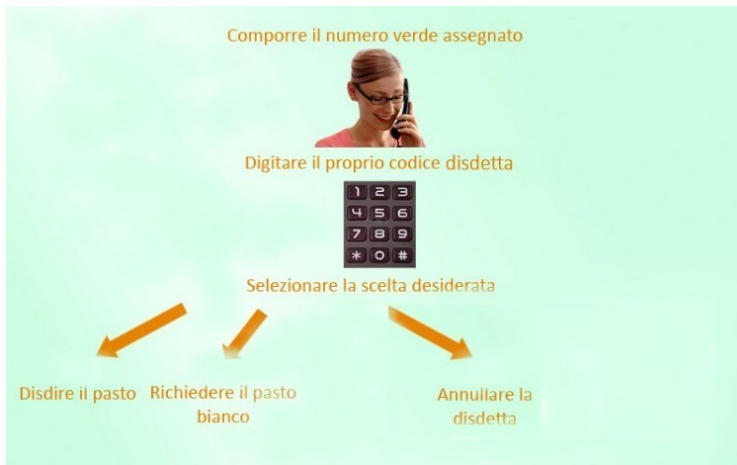 Comporre il numero verde assegnato
Digitare il proprio codice disdetta
1 2 3
4 5 6
7 8 9
* 0 #
Selezionare la scelta desiderata
Disdire il pasto
Richiedere il pasto
bianco
Annullare la
disdetta